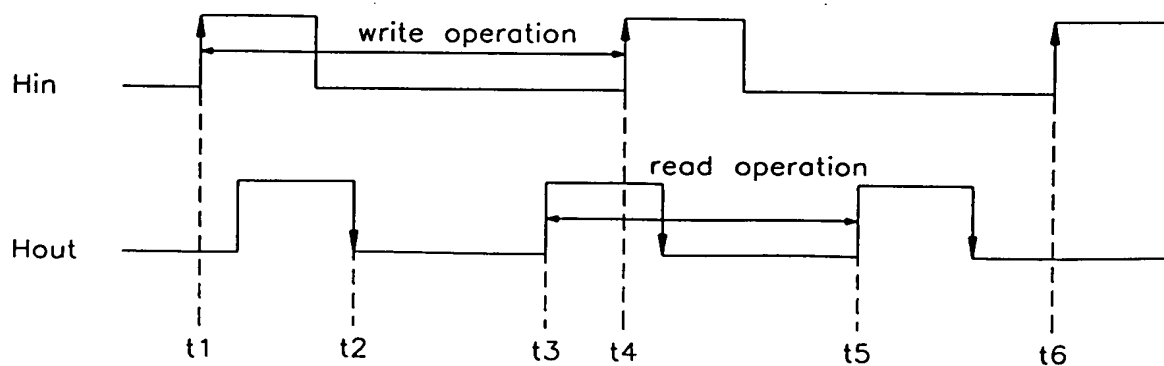 write operation
Hin
read operation
Hout
t1 t2 t3 t4 t5 t6